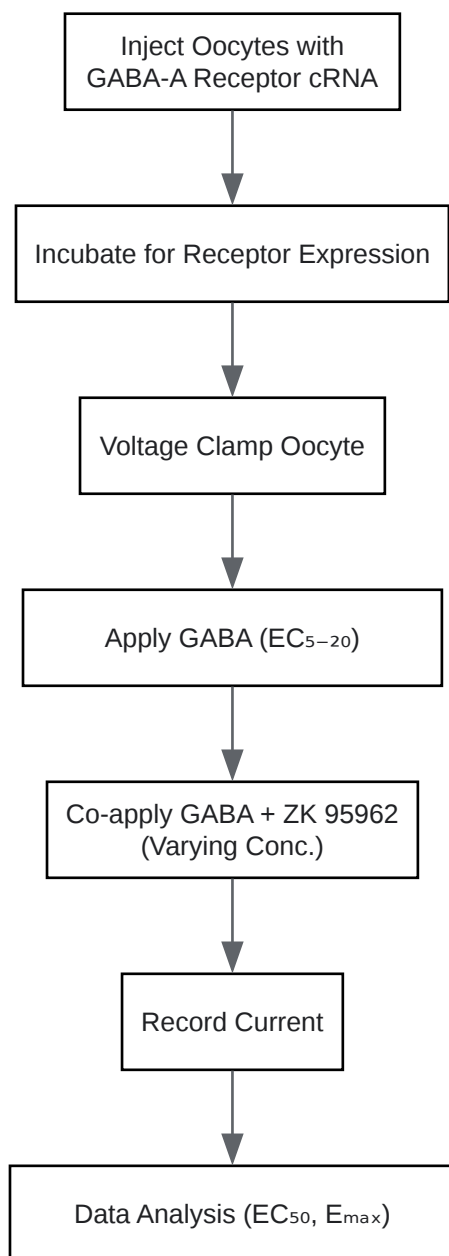 Inject Oocytes with
GABA-A Receptor cRNA
Incubate for Receptor Expression
Voltage Clamp Oocyte
Apply GABA (EC₅₋₂₀)
Co-apply GABA + ZK 95962
(Varying Conc.)
Record Current
Data Analysis (EC₅₀, Eₘₐₓ)